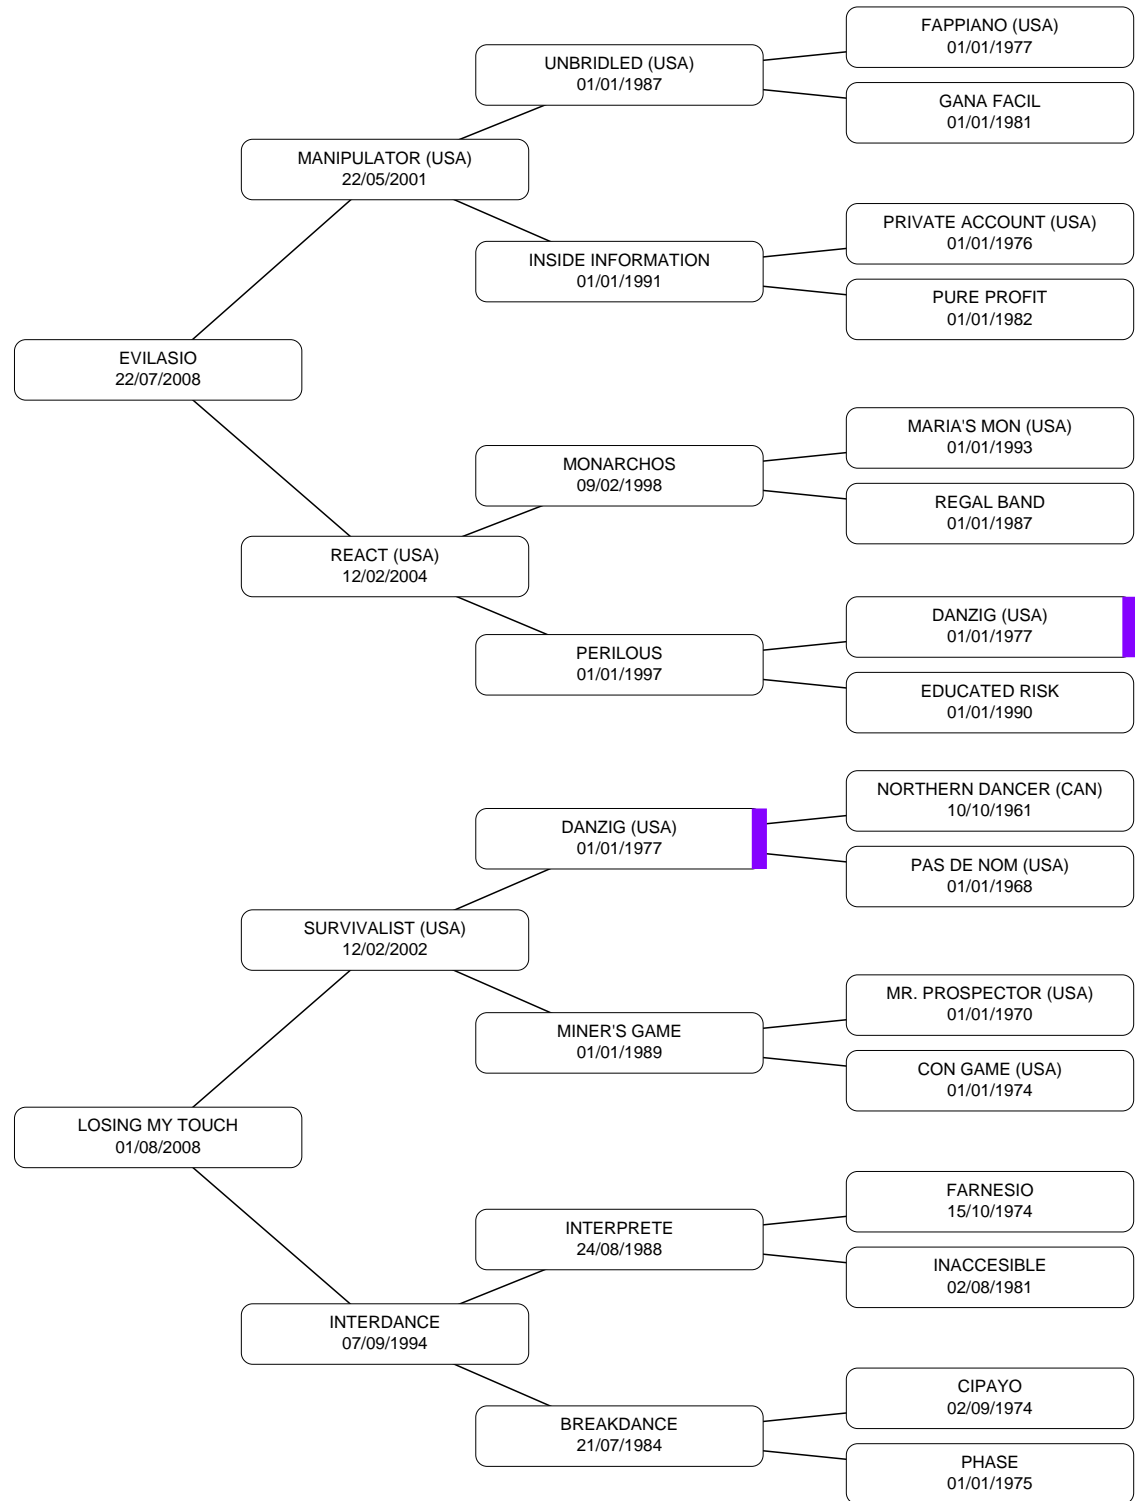 FAPPIANO (USA)
01/01/1977
UNBRIDLED (USA)
01/01/1987
GANA FACIL
01/01/1981
MANIPULATOR (USA)
22/05/2001
PRIVATE ACCOUNT (USA)
01/01/1976
INSIDE INFORMATION
01/01/1991
PURE PROFIT
01/01/1982
EVILASIO
22/07/2008
MARIA'S MON (USA)
01/01/1993
MONARCHOS
09/02/1998
REGAL BAND
01/01/1987
REACT (USA)
12/02/2004
DANZIG (USA)
01/01/1977
PERILOUS
01/01/1997
EDUCATED RISK
01/01/1990
NORTHERN DANCER (CAN)
10/10/1961
DANZIG (USA)
01/01/1977
PAS DE NOM (USA)
01/01/1968
SURVIVALIST (USA)
12/02/2002
MR. PROSPECTOR (USA)
01/01/1970
MINER'S GAME
01/01/1989
CON GAME (USA)
01/01/1974
LOSING MY TOUCH
01/08/2008
FARNESIO
15/10/1974
INTERPRETE
24/08/1988
INACCESIBLE
02/08/1981
INTERDANCE
07/09/1994
CIPAYO
02/09/1974
BREAKDANCE
21/07/1984
PHASE
01/01/1975